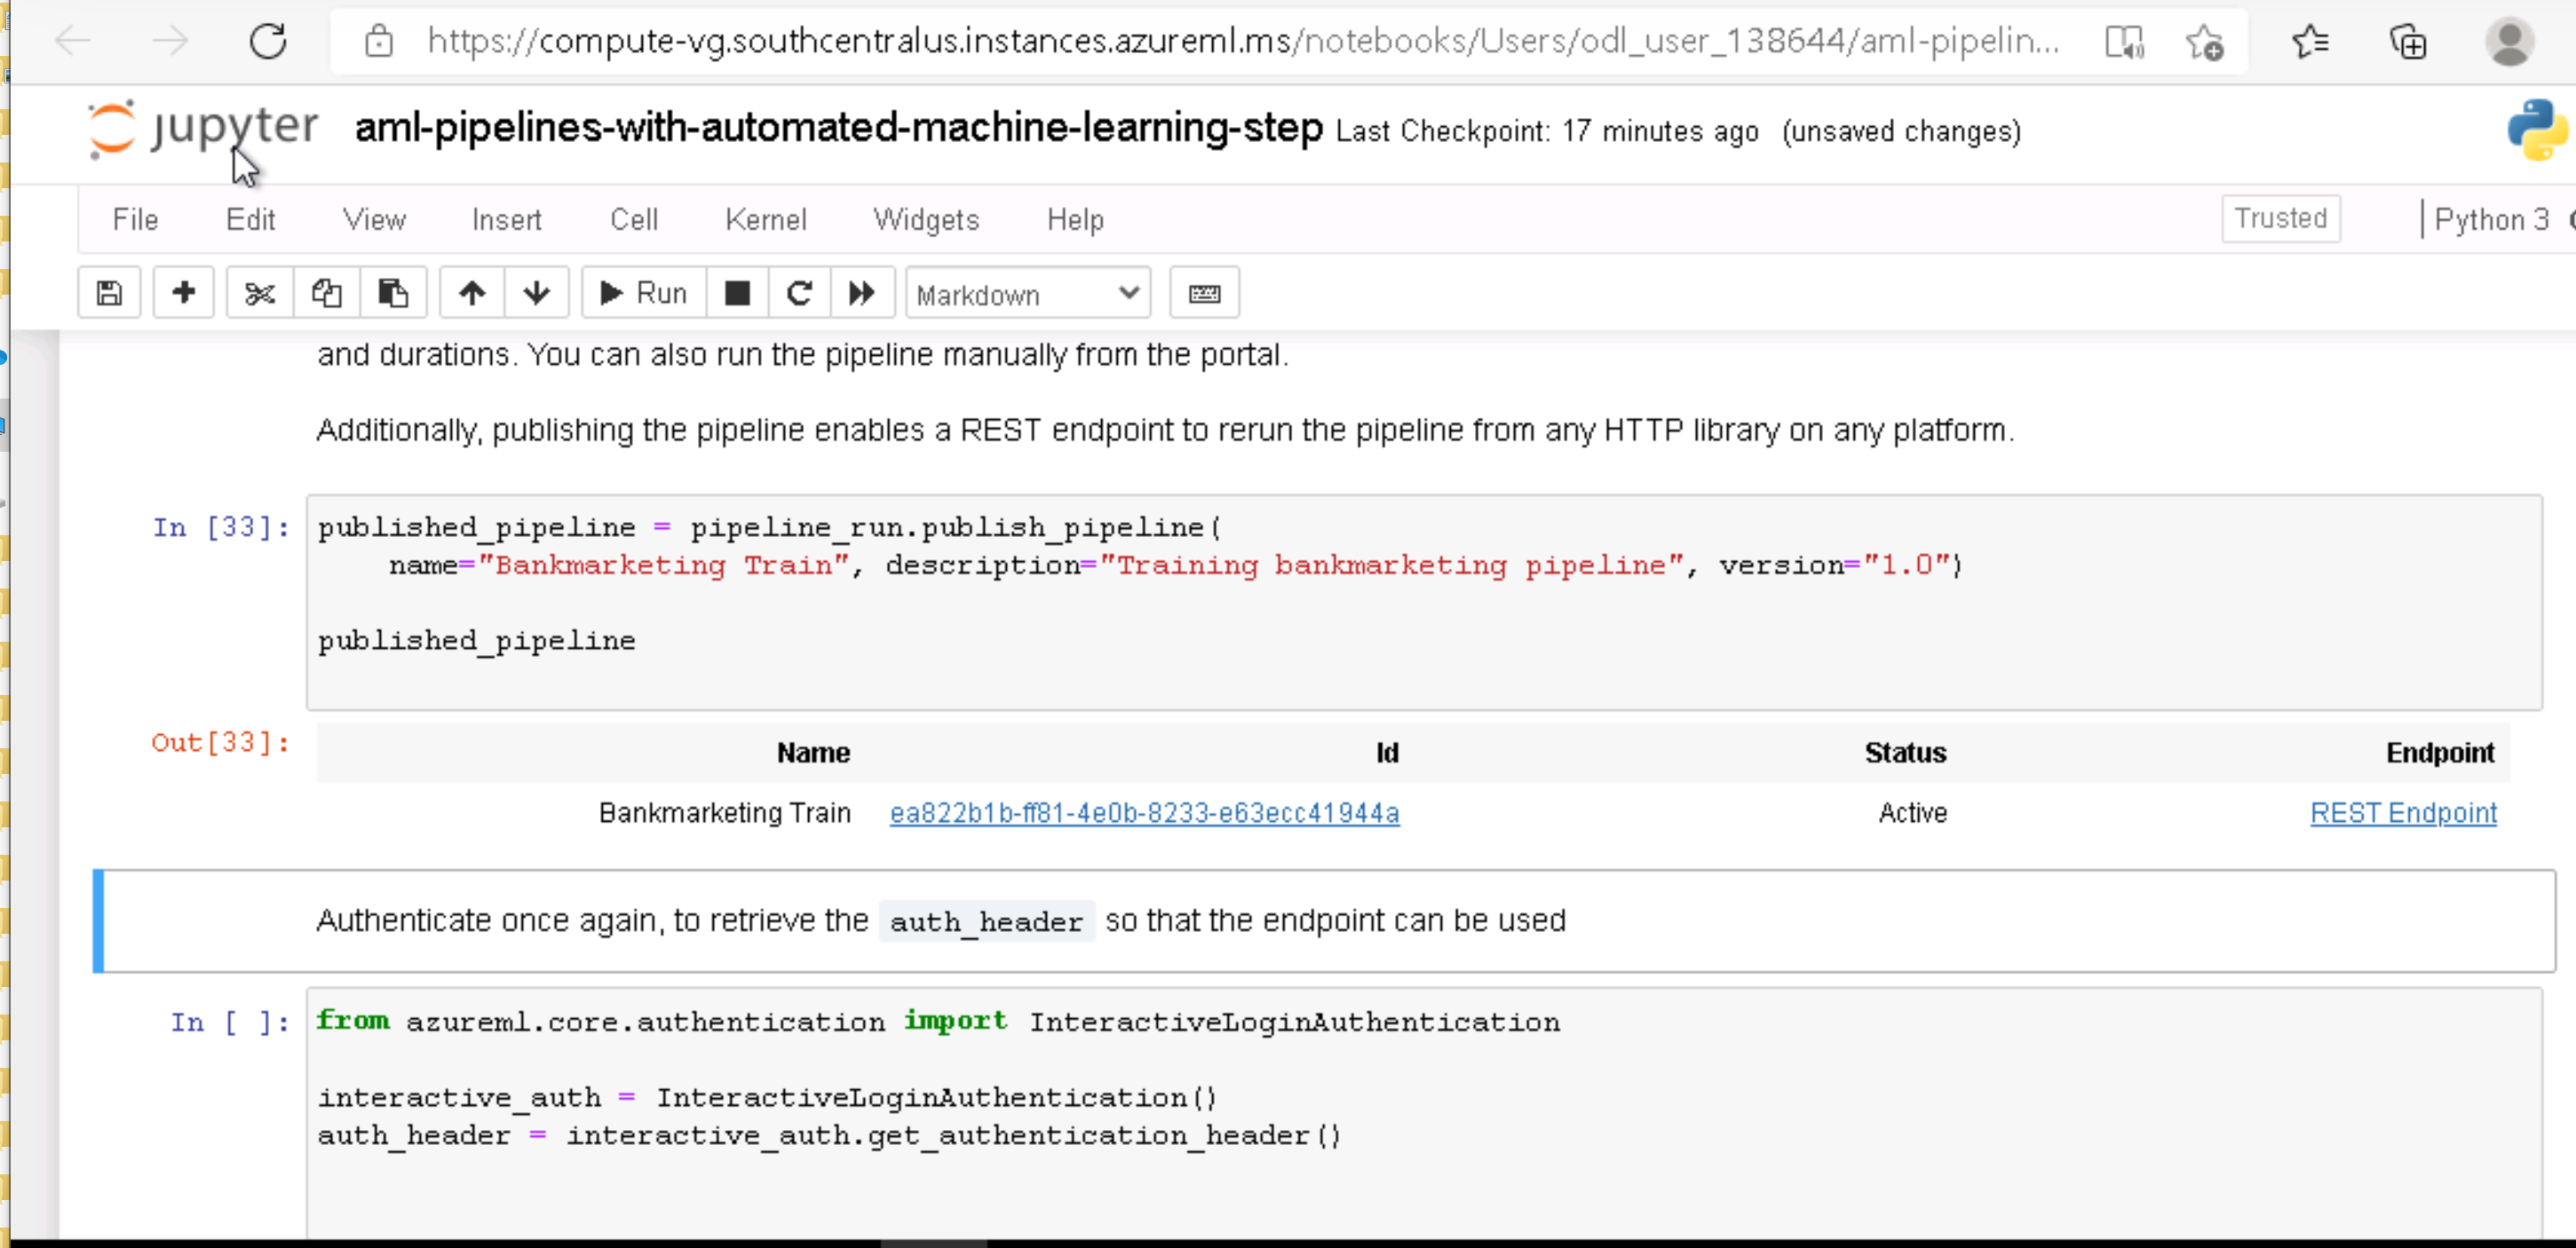 https://compute-vg.southcentralus.instances.azureml.ms/notebooks/Users/odl_user_138644/aml-pipelin...
jupyter aml-pipelines-with-automated-machine-learning-step Last Checkpoint: 17 minutes ago (unsaved changes)
File Edit View Insert Cell Kernel Widgets Help Trusted | Python 3
Run Markdown
and durations. You can also run the pipeline manually from the portal.
Additionally, publishing the pipeline enables a REST endpoint to rerun the pipeline from any HTTP library on any platform.
In [33]: published_pipeline = pipeline_run.publish_pipeline(
    name="Bankmarketing Train", description="Training bankmarketing pipeline", version="1.0")
published_pipeline
Out[33]: Name Id Status Endpoint
Bankmarketing Train ea822b1b-ff81-4e0b-8233-e63ecc41944a Active REST Endpoint
Authenticate once again, to retrieve the auth_header so that the endpoint can be used
In [ ]: from azureml.core.authentication import InteractiveLoginAuthentication
interactive_auth = InteractiveLoginAuthentication()
auth_header = interactive_auth.get_authentication_header()